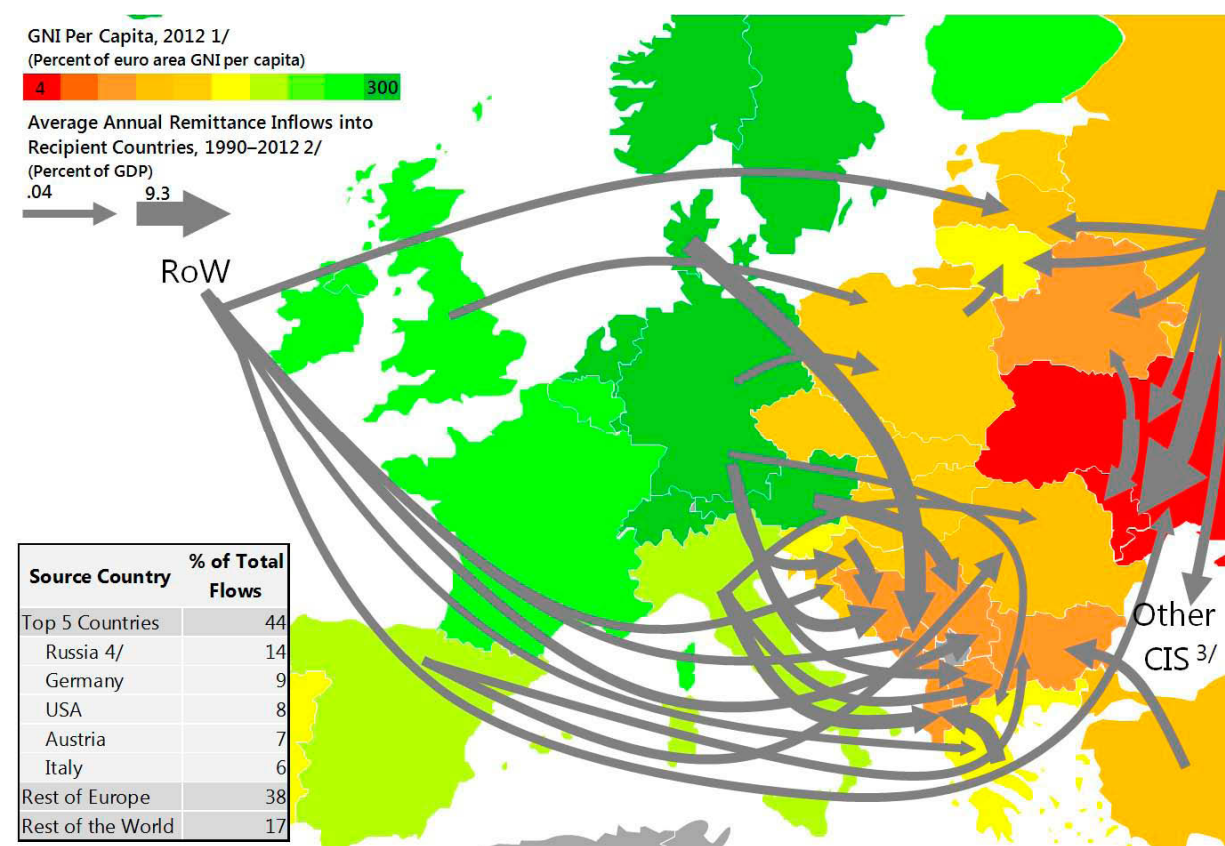 GNI Per Capita, 2012 1/
(Percent of euro area GNI per capita)
4 300
Average Annual Remittance Inflows into
Recipient Countries, 1990–2012 2/
(Percent of GDP)
.04 9.3
RoW
Other
CIS 3/
Source Country % of Total
Flows
Top 5 Countries 44
Russia 4/ 14
Germany 9
USA 8
Austria 7
Italy 6
Rest of Europe 38
Rest of the World 17